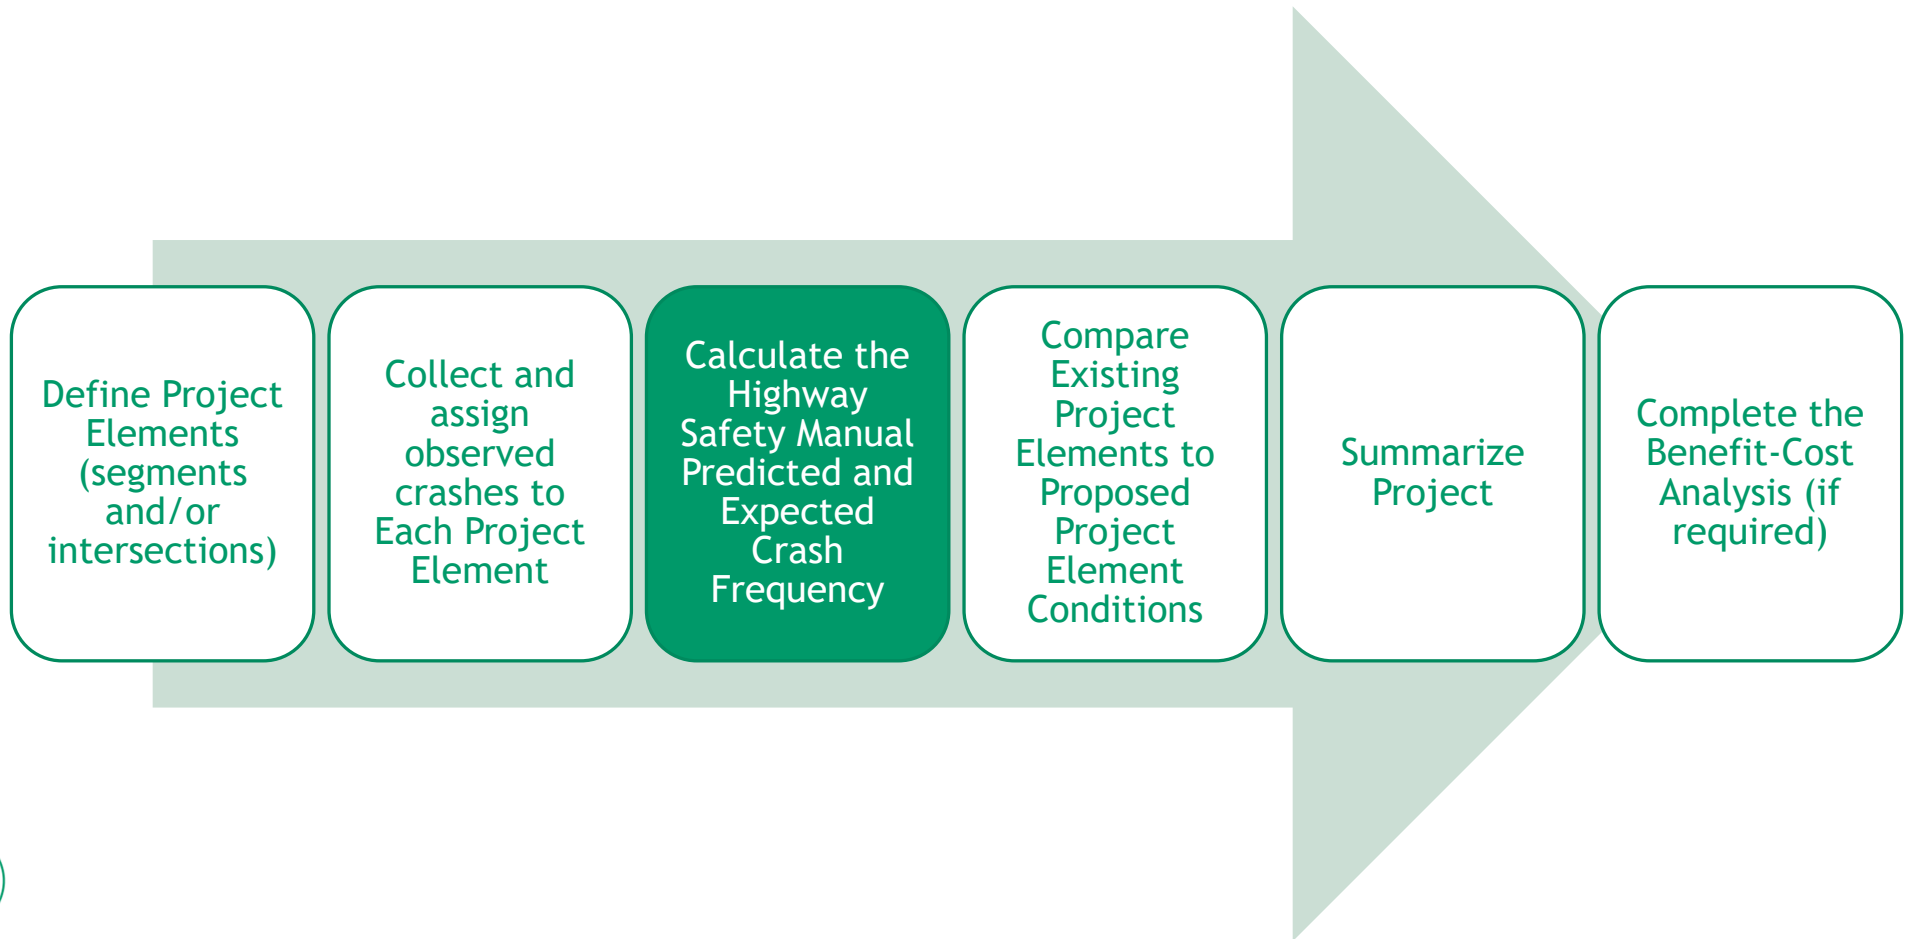 Define Project
Elements
(segments
and/or
intersections)
Collect and
assign
observed
crashes to
Each Project
Element
Calculate the
Highway
Safety Manual
Predicted and
Expected
Crash
Frequency
Compare
Existing
Project
Elements to
Proposed
Project
Element
Conditions
Summarize
Project
Complete the
Benefit-Cost
Analysis (if
required)